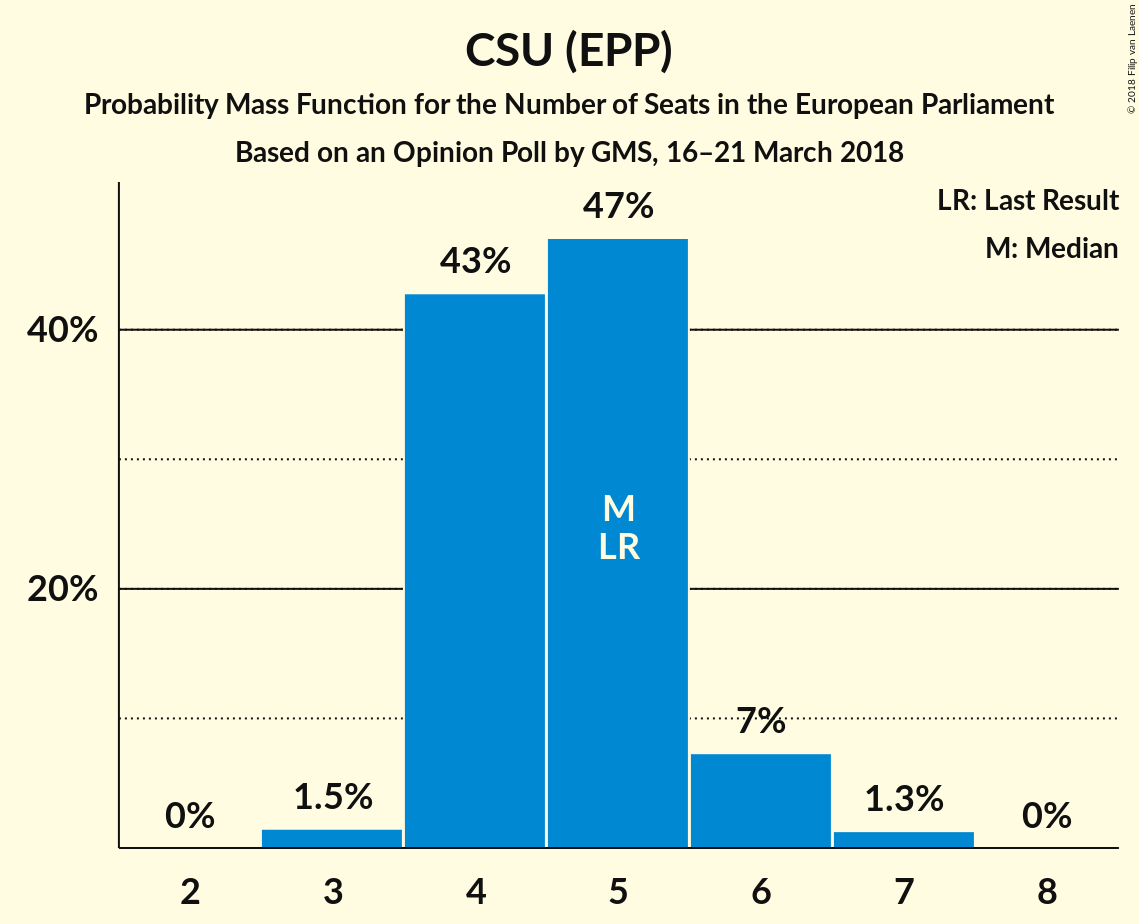 CSU (EPP)
Probability Mass Function for the Number of Seats in the European Parliament
Based on an Opinion Poll by GMS, 16–21 March 2018
© 2018 Filip van Laenen
LR: Last Result
M: Median
47%
43%
40%
M
LR
20%
7%
1.5%
1.3%
0%
0%
2 3 4 5 6 7 8